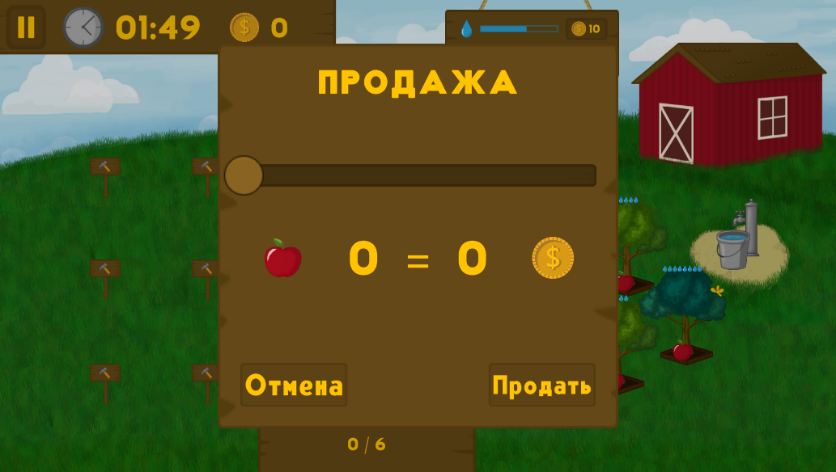 01:49
0
10
ПРОДАЖА
0 = 0
Отмена
Продать
0 / 6